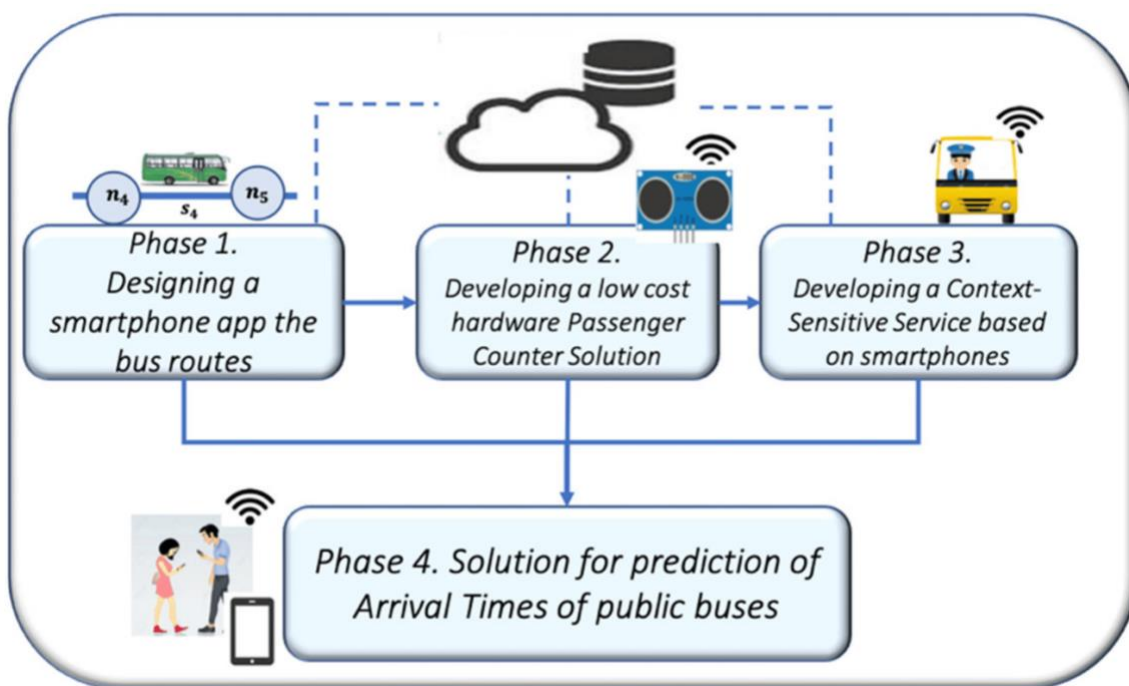 n₄
s₄
n₅
Phase 1.
Designing a
smartphone app the
bus routes
Phase 2.
Developing a low cost
hardware Passenger
Counter Solution
Phase 3.
Developing a Context-
Sensitive Service based
on smartphones
Phase 4. Solution for prediction of
Arrival Times of public buses